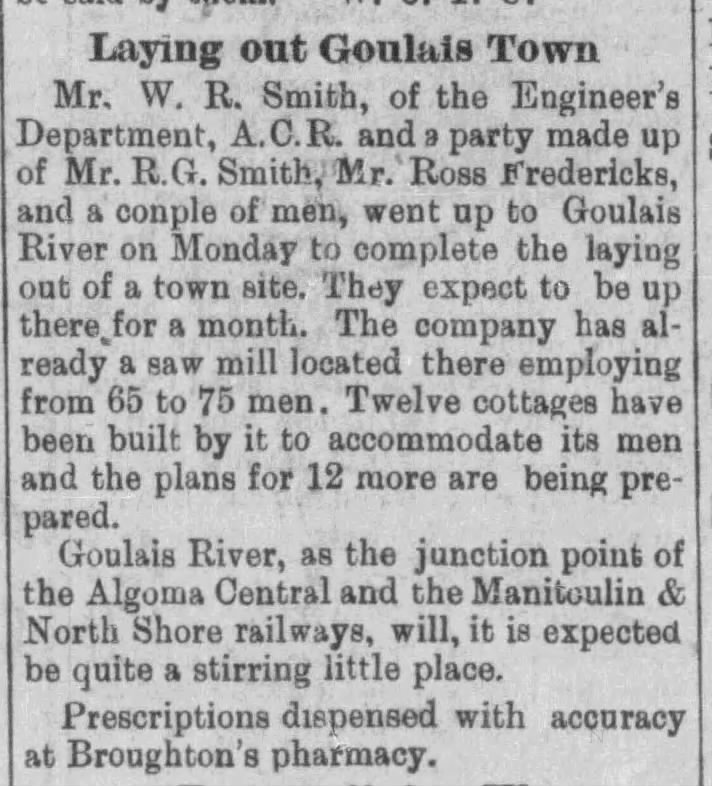 Laying out Goulais Town
Mr. W. R. Smith, of the Engineer's
Department, A.C.R. and a party made up
of Mr. R.G. Smith, Mr. Ross Fredericks,
and a conple of men, went up to Goulais
River on Monday to complete the laying
out of a town site. They expect to be up
there for a month. The company has al-
ready a saw mill located there employing
from 65 to 75 men. Twelve cottages have
been built by it to accommodate its men
and the plans for 12 more are being pre-
pared.
Goulais River, as the junction point of
the Algoma Central and the Manitoulin &
North Shore railways, will, it is expected
be quite a stirring little place.
Prescriptions dispensed with accuracy
at Broughton's pharmacy.